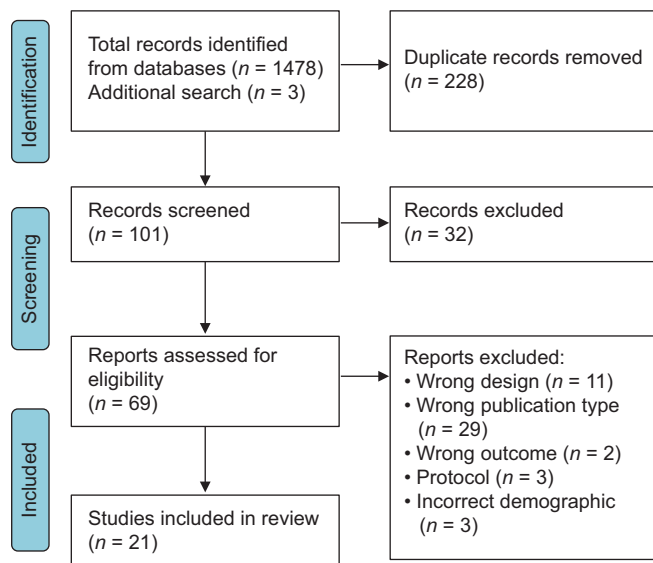 Identification
Total records identified
from databases (n = 1478)
Additional search (n = 3)
Duplicate records removed
(n = 228)
Screening
Records screened
(n = 101)
Records excluded
(n = 32)
Reports assessed for
eligibility
(n = 69)
Reports excluded:
• Wrong design (n = 11)
• Wrong publication type
(n = 29)
• Wrong outcome (n = 2)
• Protocol (n = 3)
• Incorrect demographic
(n = 3)
Included
Studies included in review
(n = 21)